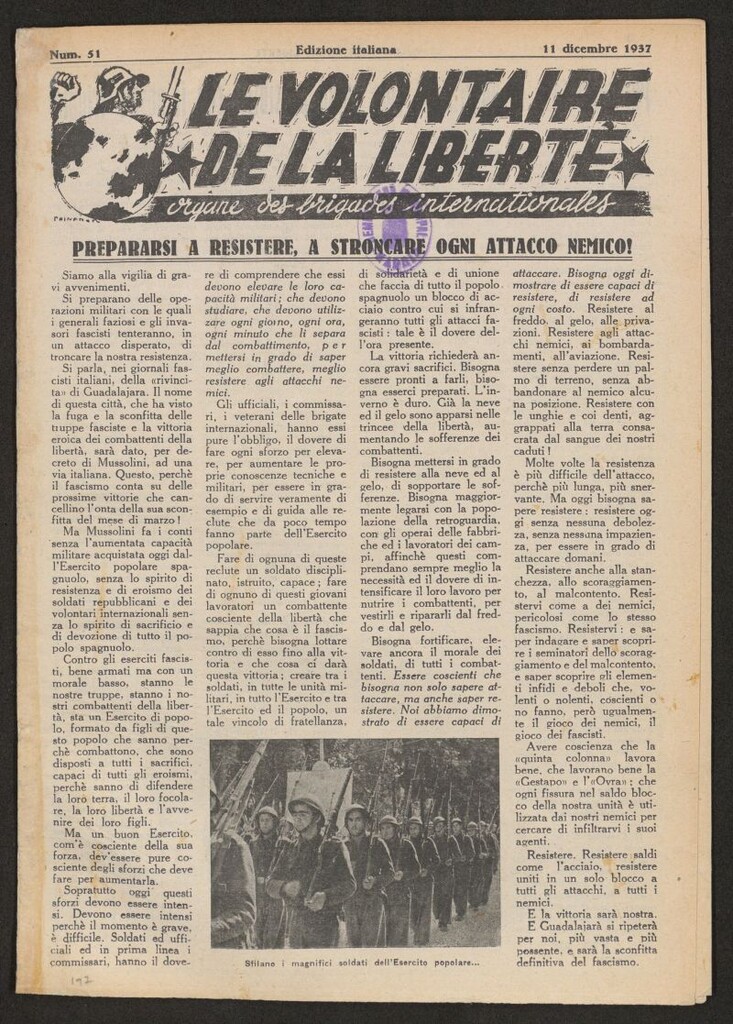 Num. 51
Edizione italiana
11 dicembre 1937
LE VOLONTAIRE
DE LA LIBERTÈ
organe des brigades internationales
PREPARARSI A RESISTERE, A STRONCARE OGNI ATTACCO NEMICO!
Siamo alla vigilia di gra-
vi avvenimenti.
Si preparano delle ope-
razioni militari con le quali
i generali faziosi e gli inva-
sori fascisti tenteranno, in
un attacco disperato, di
troncare la nostra resistenza.
Si parla, nei giornali fas-
cisti italiani, della «rivinci-
ta» di Guadalajara. Il nome
di questa città, che ha visto
la fuga e la sconfitta delle
truppe fasciste e la vittoria
eroica dei combattenti della
libertà, sarà dato, per de-
creto di Mussolini, ad una
via italiana. Questo, perchè
il fascismo conta su delle
prossime vittorie che can-
cellino l'onta della sua scon-
fitta del mese di marzo!
Ma Mussolini fa i conti
senza l'aumentata capacità
militare acquistata oggi dal-
l'Esercito popolare spa-
gnuolo, senza lo spirito di
resistenza e di eroismo dei
soldati repubblicani e dei
volontari internazionali sen-
za lo spirito di sacrificio e
di devozione di tutto il po-
polo spagnuolo.
Contro gli eserciti fascis-
ti, bene armati ma con un
morale basso, stanno le
nostre truppe, stanno i no-
stri combattenti della liber-
tà, sta un Esercito di popo-
lo, formato da figli di que-
sto popolo che sanno per-
chè combattono, che sono
disposti a tutti i sacrifici,
capaci di tutti gli eroismi,
perchè sanno di difendere
la loro terra, il loro focola-
re, la loro libertà e l'avve-
nire dei loro figli.
Ma un buon Esercito,
com'è cosciente della sua
forza, dev'essere pure co-
sciente degli sforzi che deve
fare per aumentarla.
Sopratutto oggi questi
sforzi devono essere inten-
si. Devono essere intensi
perchè il momento è grave,
è difficile. Soldati ed uffi-
ciali ed in prima linea i
commissari, hanno il dove-
re di comprendere che essi
devono elevare le loro ca-
pacità militari; che devono
studiare, che devono utiliz-
zare ogni giorno, ogni ora,
ogni minuto che li separa
dal combattimento, per
mettersi in grado di saper
meglio combattere, meglio
resistere agli attacchi ne-
mici.
Gli ufficiali, i commissa-
ri, i veterani delle brigate
internazionali, hanno essi
pure l'obbligo, il dovere di
fare ogni sforzo per eleva-
re, per aumentare le pro-
prie conoscenze tecniche e
militari, per essere in gra-
do di servire veramente di
esempio e di guida alle re-
clute che da poco tempo
fanno parte dell'Esercito
popolare.
Fare di ognuna di queste
reclute un soldato discipli-
nato, istruito, capace; fare
di ognuno di questi giovani
lavoratori un combattente
cosciente della libertà che
sappia che cosa è il fascis-
mo, perchè bisogna lottare
contro di esso fino alla vit-
toria e che cosa ci darà
questa vittoria; creare tra i
soldati, in tutte le unità mi-
litari, in tutto l'Esercito e tra
l'Esercito ed il popolo, un
tale vincolo di fratellanza,
di solidarietà e di unione
che faccia di tutto il popolo
spagnuolo un blocco di ac-
ciaio contro cui si infran-
geranno tutti gli attacci fa-
scisti: tale è il dovere del-
l'ora presente.
La vittoria richiederà an-
cora gravi sacrifici. Bisogna
essere pronti a farli, biso-
gna esserci preparati. L'in-
verno è duro. Già la neve
ed il gelo sono apparsi nelle
trincee della libertà, au-
mentando le sofferenze dei
combattenti.
Bisogna mettersi in grado
di resistere alla neve ed al
gelo, di sopportare le sof-
ferenze. Bisogna maggior-
mente legarsi con la popo-
lazione della retroguardia,
con gli operai delle fabbri-
che ed i lavoratori dei cam-
pi, affinchè questi com-
prendano sempre meglio la
necessità ed il dovere di in-
tensificare il loro lavoro per
nutrire i combattenti, per
vestirli e ripararli dal fred-
do e dal gelo.
Bisogna fortificare, ele-
vare ancora il morale dei
soldati, di tutti i combat-
tenti. Essere coscienti che
bisogna non solo sapere at-
taccare, ma anche saper re-
sistere. Noi abbiamo dimo-
strato di essere capaci di
attaccare. Bisogna oggi di-
mostrare di essere capaci di
resistere, di resistere ad
ogni costo. Resistere al
freddo, al gelo, alle priva-
zioni. Resistere agli attac-
chi nemici, ai bombarda-
menti, all'aviazione. Resi-
stere senza perdere un pal-
mo di terreno, senza ab-
bandonare al nemico alcu-
na posizione. Resistere con
le unghie e coi denti, ag-
grappati alla terra consa-
crata dal sangue dei nostri
caduti!
Molte volte la resistenza
è più difficile dell'attacco,
perchè più lunga, più sner-
vante. Ma oggi bisogna sa-
pere resistere: resistere og-
gi senza nessuna debolez-
za, senza nessuna impazien-
za, per essere in grado di
attaccare domani.
Resistere anche alla stan-
chezza, allo scoraggiamen-
to, al malcontento. Resi-
stervi come a dei nemici,
pericolosi come lo stesso
fascismo. Resistervi: e sa-
per indagare e saper scopri-
re i seminatori dello scorag-
giamento e del malcontento,
e saper scoprire gli elemen-
ti infidi e deboli che, vo-
lenti o nolenti, coscienti o
no fanno, però ugualmen-
te il gioco dei nemici, il
gioco dei fascisti.
Avere coscienza che la
«quinta colonna» lavora
bene, che lavorano bene la
«Gestapo» e l'«Ovra»; che
ogni fissura nel saldo bloc-
co della nostra unità è uti-
lizzata dai nostri nemici per
cercare di infiltrarvi i suoi
agenti.
Resistere. Resistere saldi
come l'acciaio, resistere
uniti in un solo blocco a
tutti gli attacchi, a tutti i
nemici.
E la vittoria sarà nostra.
E Guadalajara si ripeterà
per noi, più vasta e più
possente, e sarà la sconfitta
definitiva del fascismo.
Sfilano i magnifici soldati dell'Esercito popolare...
192